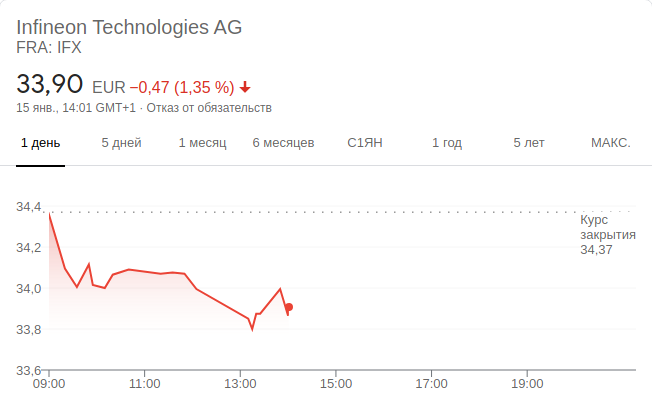 Infineon Technologies AG
FRA: IFX
33,90 EUR −0,47 (1,35 %)
15 янв., 14:01 GMT+1 · Отказ от обязательств
1 день 5 дней 1 месяц 6 месяцев С1ЯН 1 год 5 лет МАКС.
34,4
Курс
закрытия
34,37
34,2
34,0
33,8
33,6
09:00 11:00 13:00 15:00 17:00 19:00